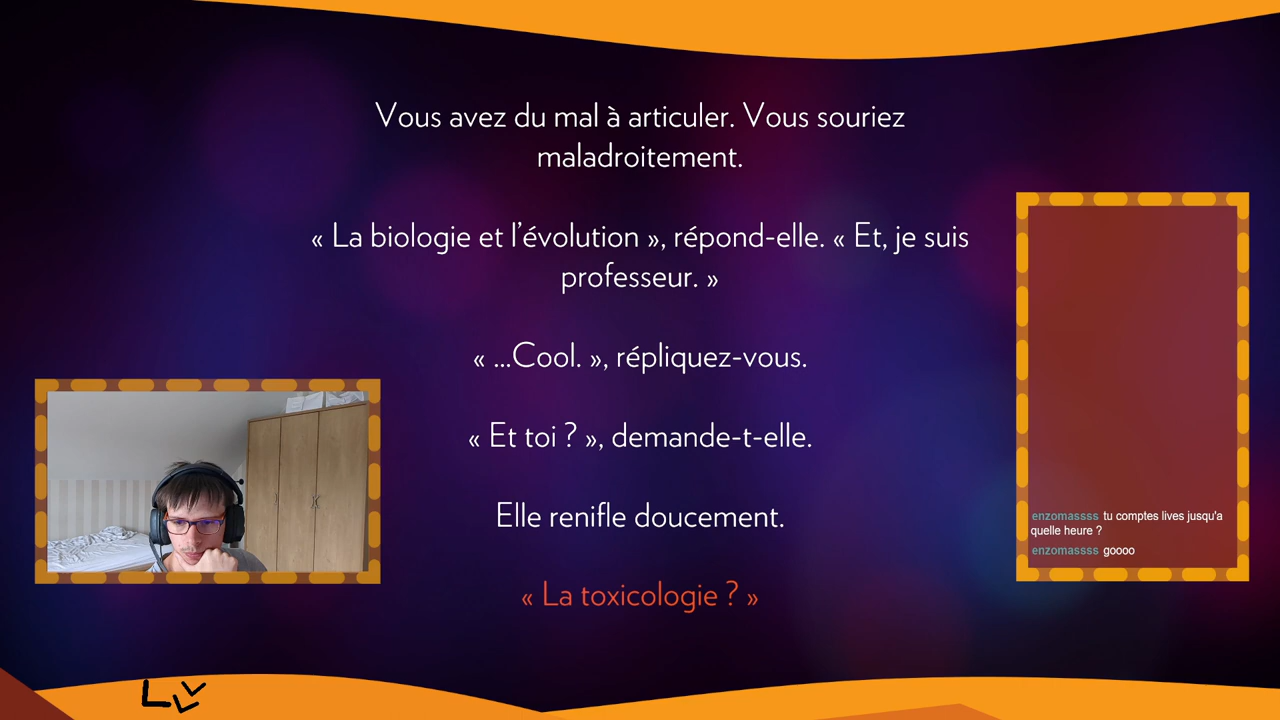 Vous avez du mal à articuler. Vous souriez
maladroitement.
« La biologie et l'évolution », répond-elle. « Et, je suis
professeur. »
« ...Cool. », répliquez-vous.
« Et toi ? », demande-t-elle.
Elle renifle doucement.
« La toxicologie ? »
enzomassss tu comptes lives jusqu'a
quelle heure ?
enzomassss goooo